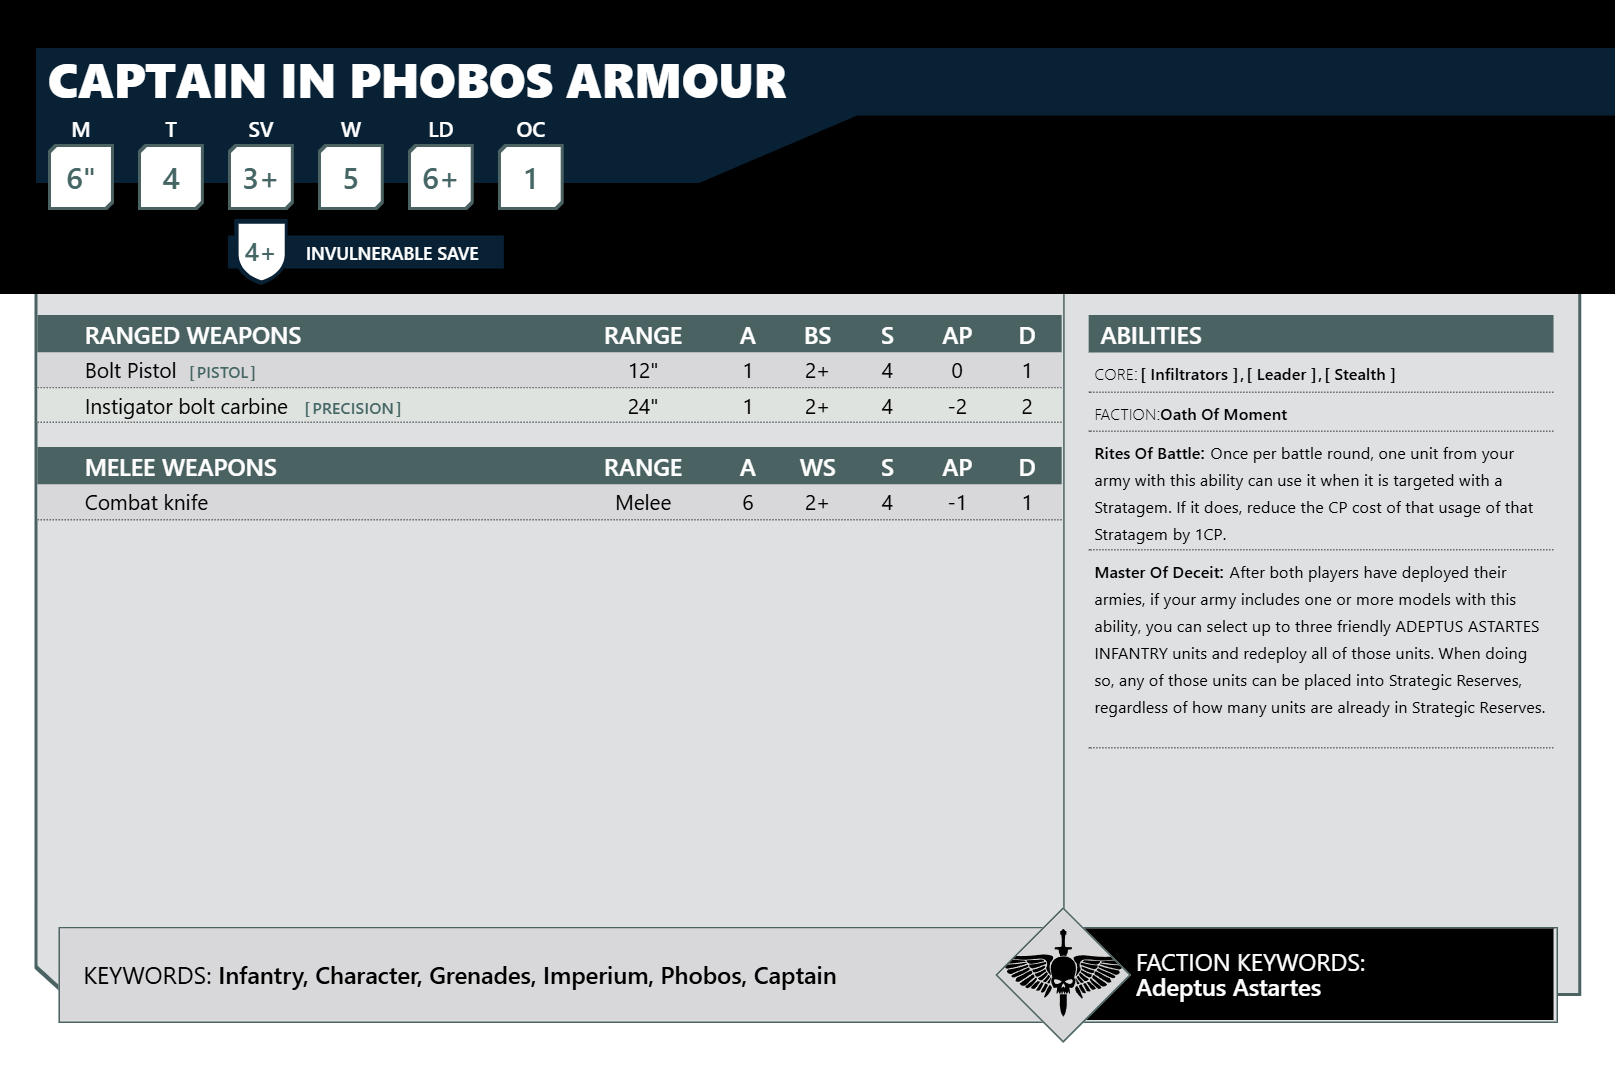 CAPTAIN IN PHOBOS ARMOUR
M T SV W LD OC
6" 4 3+ 5 6+ 1
4+ INVULNERABLE SAVE
RANGED WEAPONS RANGE A BS S AP D
Bolt Pistol [PISTOL] 12" 1 2+ 4 0 1
Instigator bolt carbine [PRECISION] 24" 1 2+ 4 -2 2
MELEE WEAPONS RANGE A WS S AP D
Combat knife Melee 6 2+ 4 -1 1
ABILITIES
CORE: [ Infiltrators ], [ Leader ], [ Stealth ]
FACTION:Oath Of Moment
Rites Of Battle: Once per battle round, one unit from your
army with this ability can use it when it is targeted with a
Stratagem. If it does, reduce the CP cost of that usage of that
Stratagem by 1CP.
Master Of Deceit: After both players have deployed their
armies, if your army includes one or more models with this
ability, you can select up to three friendly ADEPTUS ASTARTES
INFANTRY units and redeploy all of those units. When doing
so, any of those units can be placed into Strategic Reserves,
regardless of how many units are already in Strategic Reserves.
KEYWORDS: Infantry, Character, Grenades, Imperium, Phobos, Captain
FACTION KEYWORDS:
Adeptus Astartes